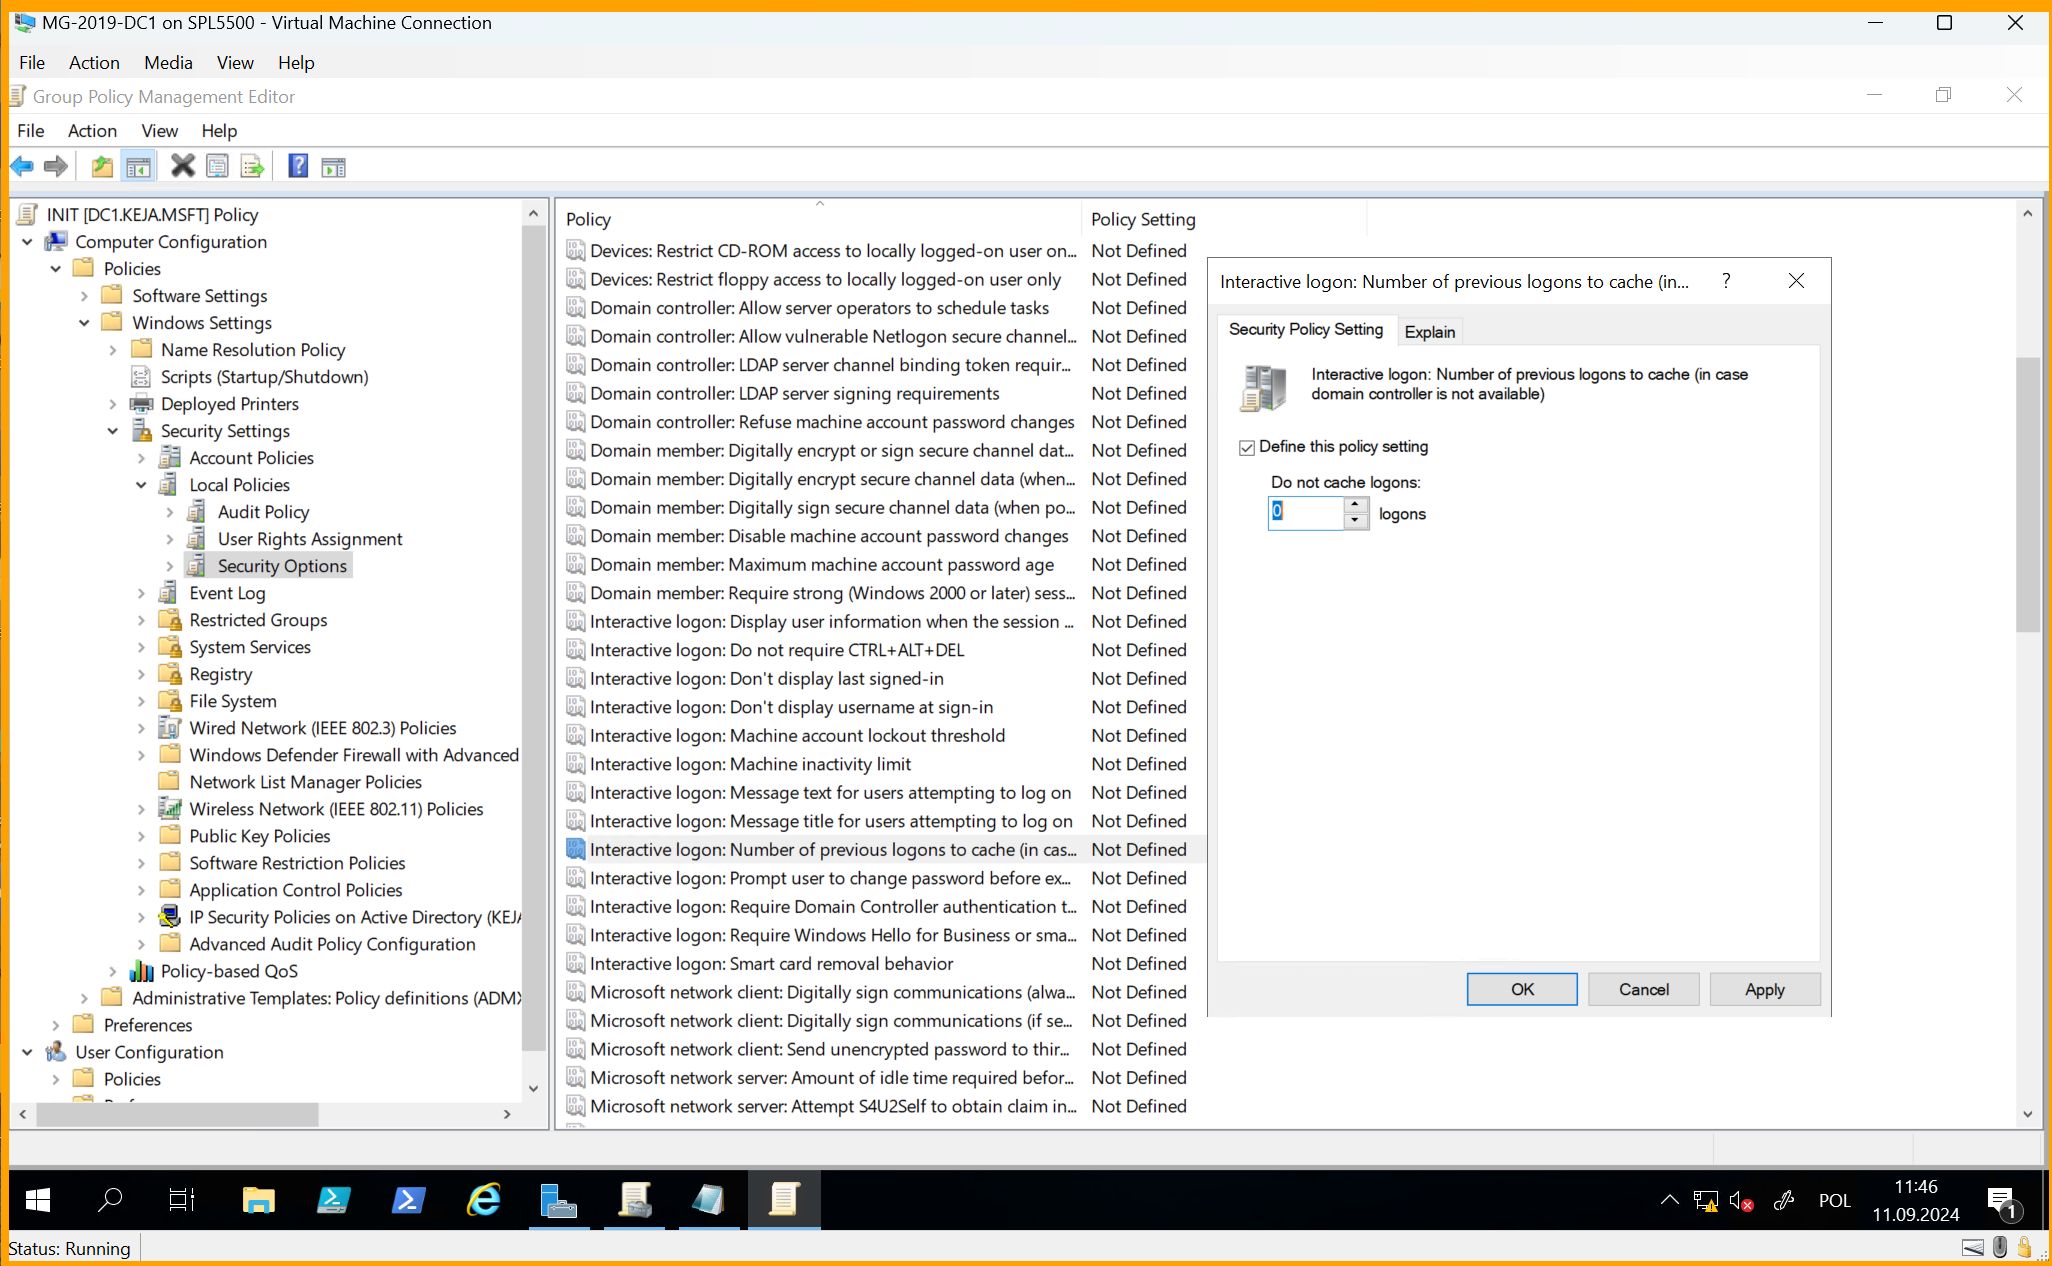 MG-2019-DC1 on SPL5500 - Virtual Machine Connection
File Action Media View Help
Group Policy Management Editor
File Action View Help
INIT [DC1.KEJA.MSFT] Policy
Computer Configuration
Policies
Software Settings
Windows Settings
Name Resolution Policy
Scripts (Startup/Shutdown)
Deployed Printers
Security Settings
Account Policies
Local Policies
Audit Policy
User Rights Assignment
Security Options
Event Log
Restricted Groups
System Services
Registry
File System
Wired Network (IEEE 802.3) Policies
Windows Defender Firewall with Advanced
Network List Manager Policies
Wireless Network (IEEE 802.11) Policies
Public Key Policies
Software Restriction Policies
Application Control Policies
IP Security Policies on Active Directory (KEJ
Advanced Audit Policy Configuration
Policy-based QoS
Administrative Templates: Policy definitions (ADM
Preferences
User Configuration
Policies
Policy Policy Setting
Devices: Restrict CD-ROM access to locally logged-on user on... Not Defined
Devices: Restrict floppy access to locally logged-on user only Not Defined
Domain controller: Allow server operators to schedule tasks Not Defined
Domain controller: Allow vulnerable Netlogon secure channel... Not Defined
Domain controller: LDAP server channel binding token requir... Not Defined
Domain controller: LDAP server signing requirements Not Defined
Domain controller: Refuse machine account password changes Not Defined
Domain member: Digitally encrypt or sign secure channel dat... Not Defined
Domain member: Digitally encrypt secure channel data (when... Not Defined
Domain member: Digitally sign secure channel data (when po... Not Defined
Domain member: Disable machine account password changes Not Defined
Domain member: Maximum machine account password age Not Defined
Domain member: Require strong (Windows 2000 or later) sess... Not Defined
Interactive logon: Display user information when the session ... Not Defined
Interactive logon: Do not require CTRL+ALT+DEL Not Defined
Interactive logon: Don't display last signed-in Not Defined
Interactive logon: Don't display username at sign-in Not Defined
Interactive logon: Machine account lockout threshold Not Defined
Interactive logon: Machine inactivity limit Not Defined
Interactive logon: Message text for users attempting to log on Not Defined
Interactive logon: Message title for users attempting to log on Not Defined
Interactive logon: Number of previous logons to cache (in cas... Not Defined
Interactive logon: Prompt user to change password before ex... Not Defined
Interactive logon: Require Domain Controller authentication t... Not Defined
Interactive logon: Require Windows Hello for Business or sma... Not Defined
Interactive logon: Smart card removal behavior Not Defined
Microsoft network client: Digitally sign communications (alwa... Not Defined
Microsoft network client: Digitally sign communications (if se... Not Defined
Microsoft network client: Send unencrypted password to thir... Not Defined
Microsoft network server: Amount of idle time required befor... Not Defined
Microsoft network server: Attempt S4U2Self to obtain claim in... Not Defined
Interactive logon: Number of previous logons to cache (in... ?
Security Policy Setting Explain
Interactive logon: Number of previous logons to cache (in case
domain controller is not available)
Define this policy setting
Do not cache logons:
0 logons
OK Cancel Apply
POL
11:46
11.09.2024
1
Status: Running